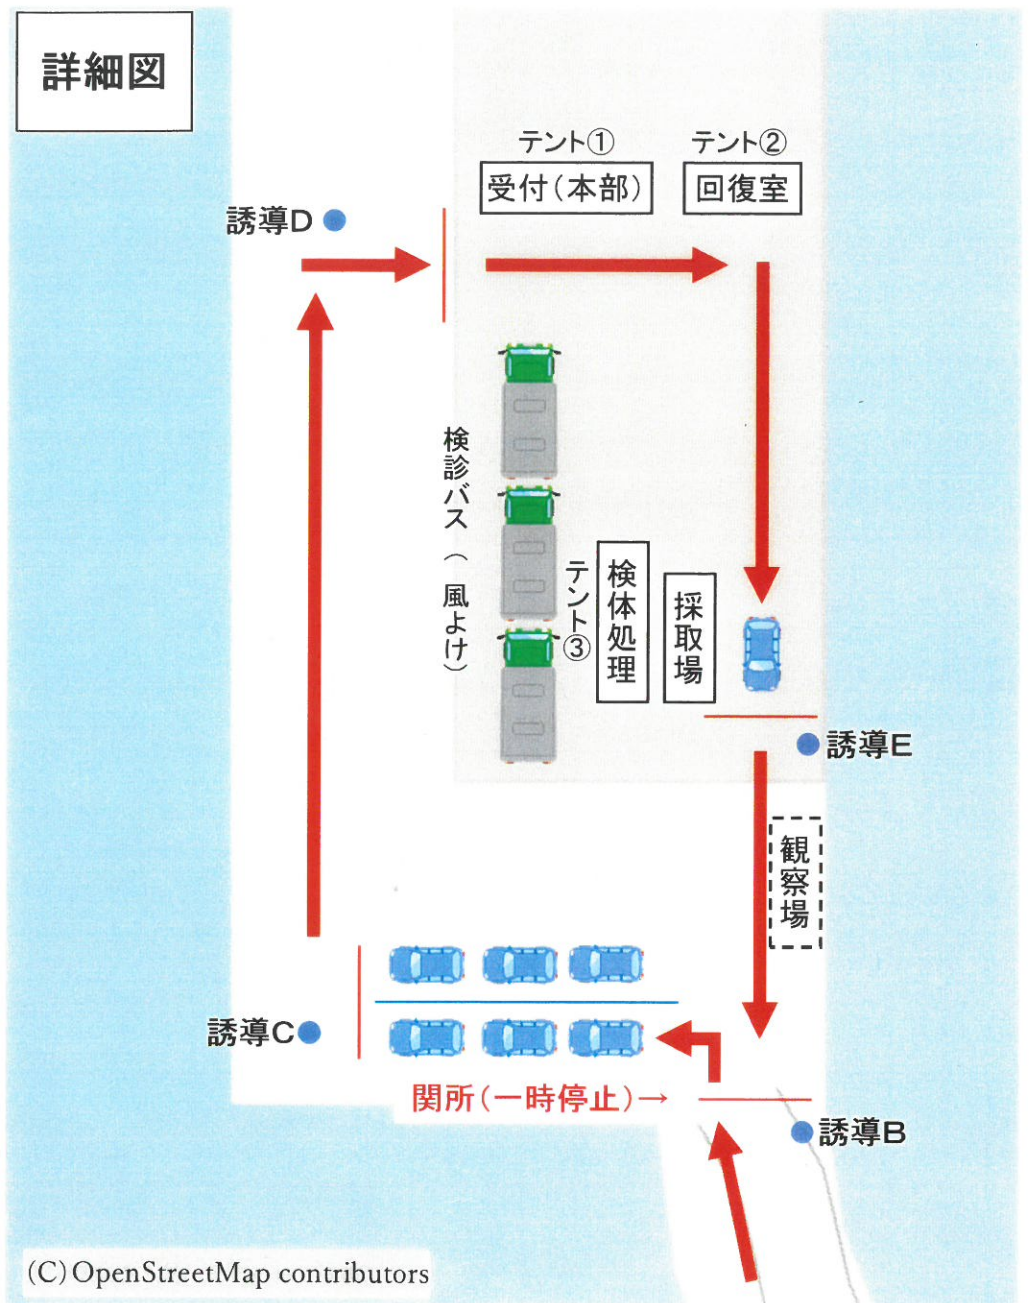 詳細図
テント①
受付(本部)
テント②
回復室
誘導D
検診バス(風よけ)
テント③
検体処理
採取場
誘導E
観察場
誘導C
関所(一時停止)→
誘導B
(C)OpenStreetMap contributors